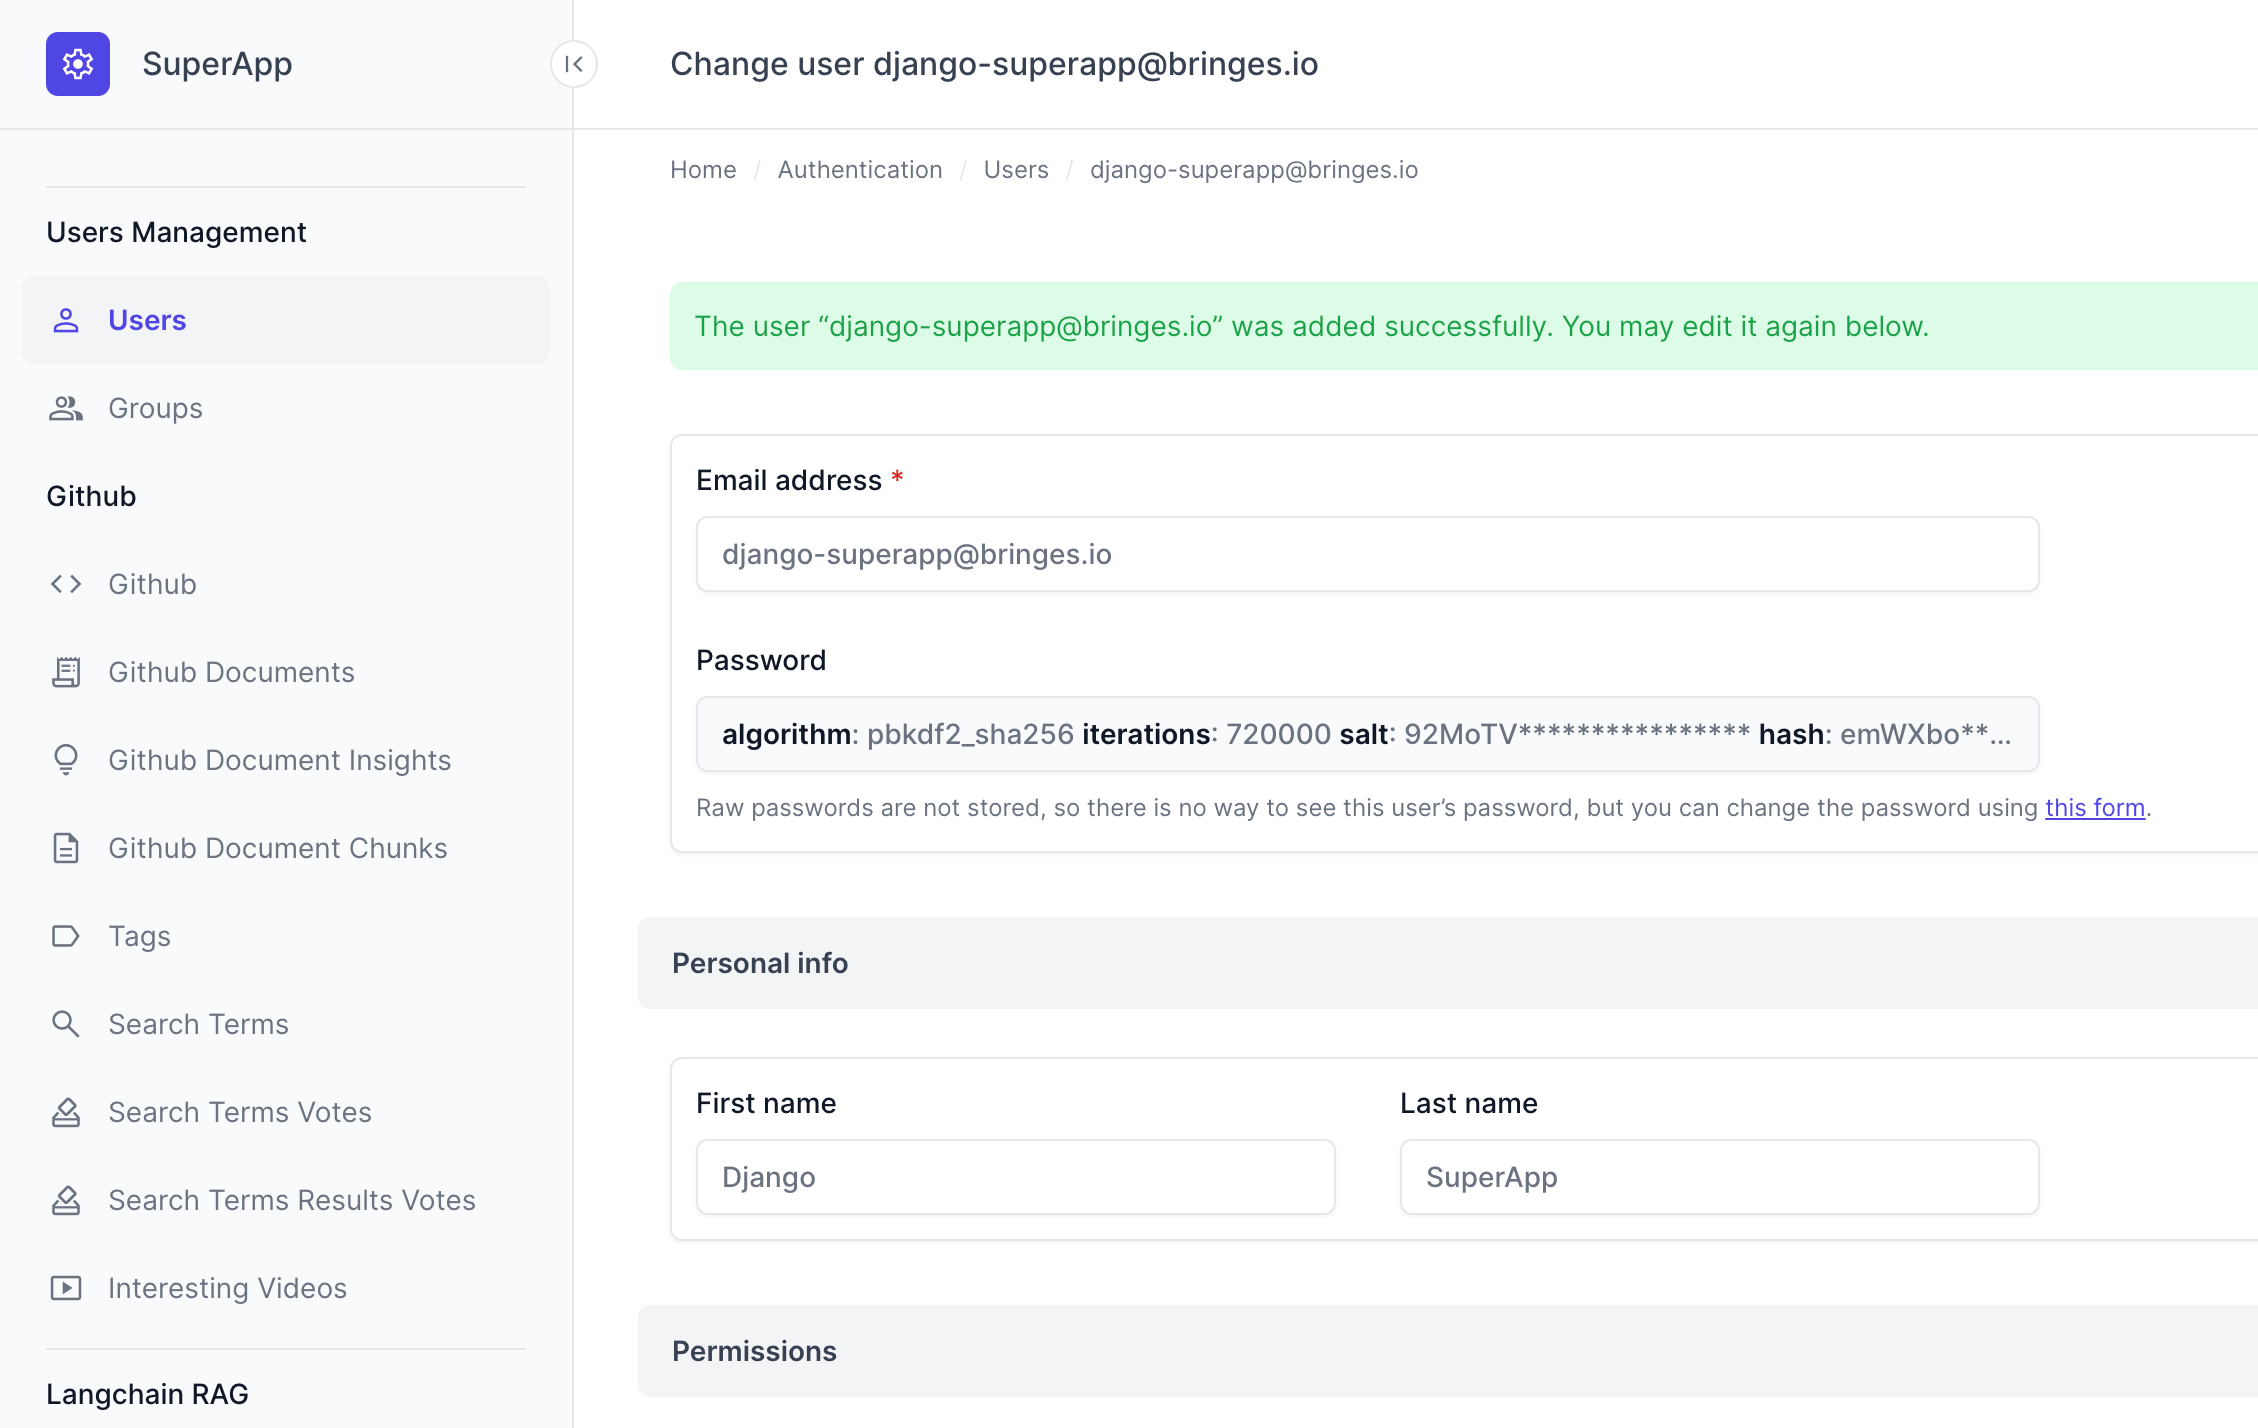 SuperApp
Users Management
Users
Groups
Github
Github
Github Documents
Github Document Insights
Github Document Chunks
Tags
Search Terms
Search Terms Votes
Search Terms Results Votes
Interesting Videos
Langchain RAG
Change user django-superapp@bringes.io
Home / Authentication / Users / django-superapp@bringes.io
The user “django-superapp@bringes.io” was added successfully. You may edit it again below.
Email address *
django-superapp@bringes.io
Password
algorithm: pbkdf2_sha256 iterations: 720000 salt: 92MoTV**************** hash: emWXbo**...
Raw passwords are not stored, so there is no way to see this user’s password, but you can change the password using this form.
Personal info
First name
Last name
Django
SuperApp
Permissions